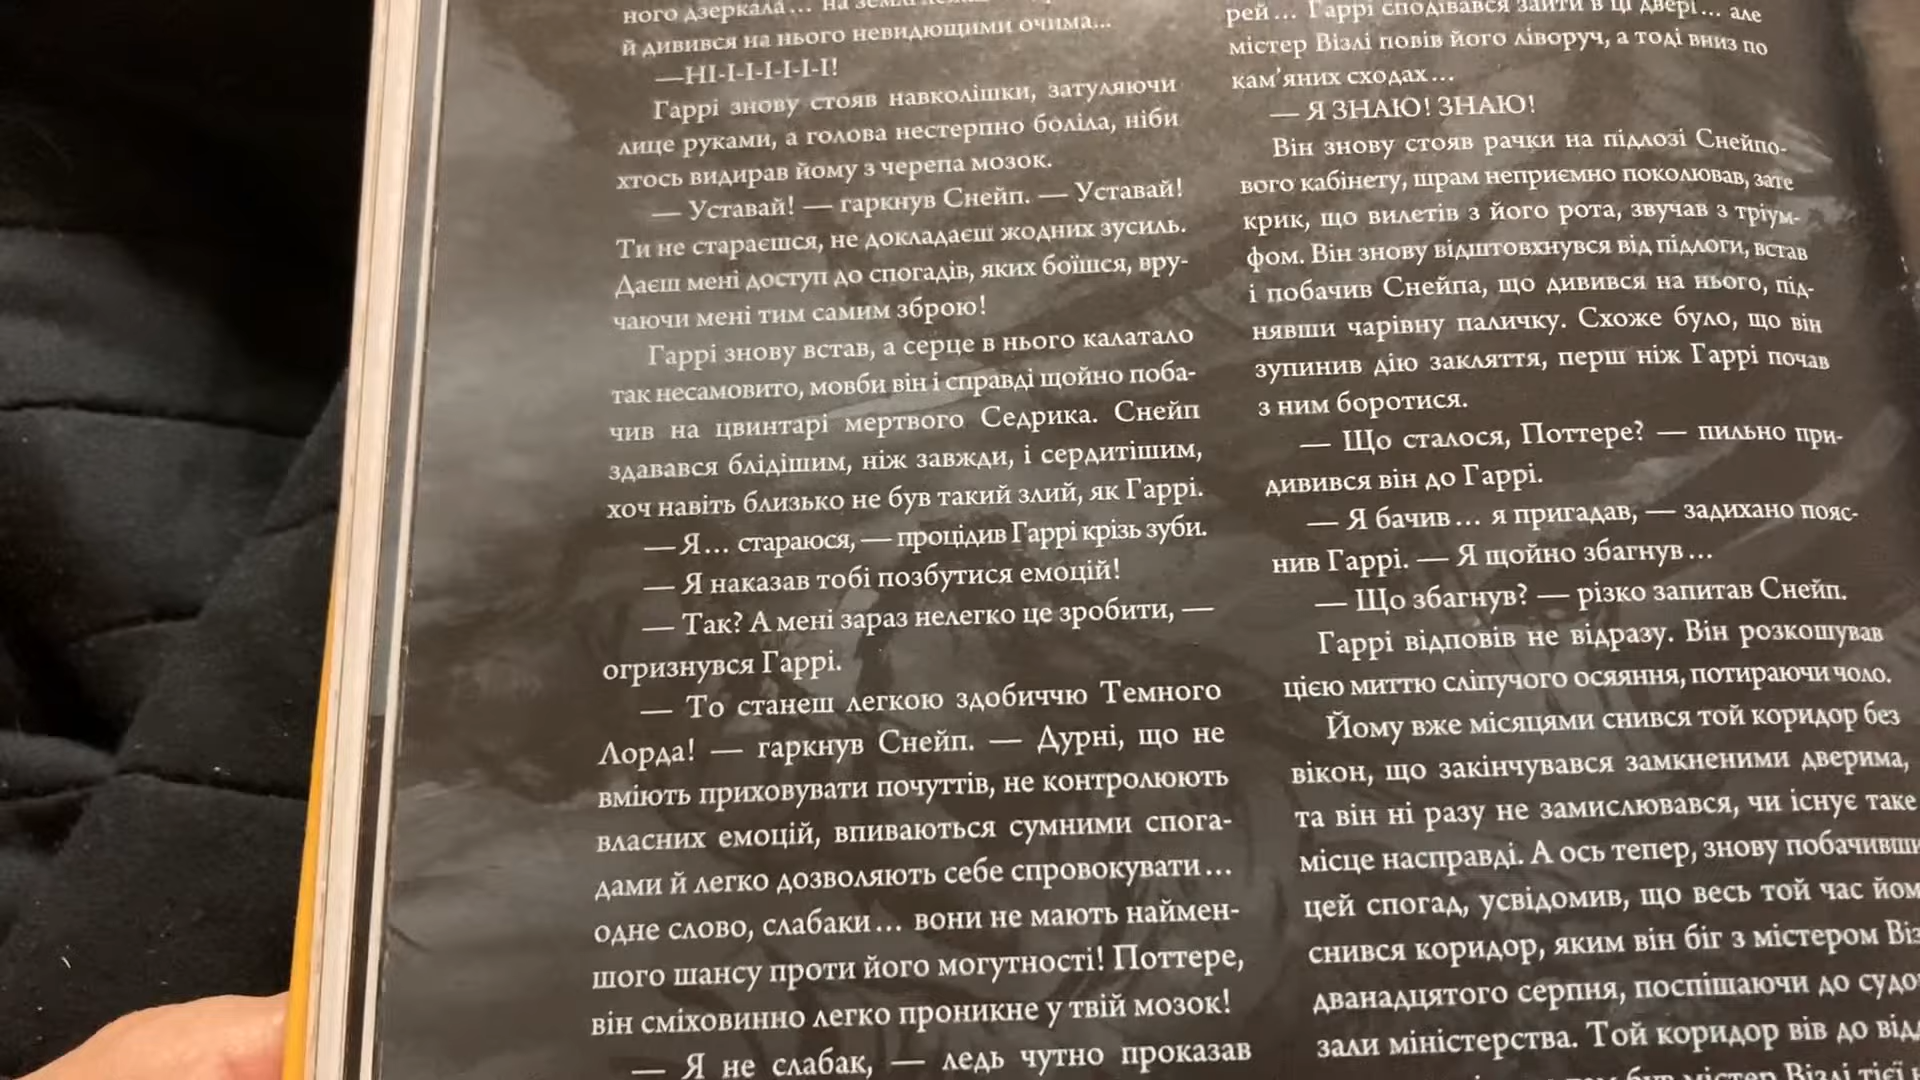 ного дзеркала... на землі
й дивився на нього невидющими очима...
—НІ-І-І-І-І-І-І!
Гаррі знову стояв навколішки, затуляючи
лице руками, а голова нестерпно боліла, ніби
хтось видирав йому з черепа мозок.
— Уставай! — гаркнув Снейп. — Уставай!
Ти не стараєшся, не докладаєш жодних зусиль.
Даєш мені доступ до спогадів, яких боїшся, вру-
чаючи мені тим самим зброю!
Гаррі знову встав, а серце в нього калатало
так несамовито, мовби він і справді щойно поба-
чив на цвинтарі мертвого Седрика. Снейп
здавався блідішим, ніж завжди, і сердитішим,
хоч навіть близько не був такий злий, як Гаррі.
— Я... стараюся, — процідив Гаррі крізь зуби.
— Я наказав тобі позбутися емоцій!
— Так? А мені зараз нелегко це зробити, —
огризнувся Гаррі.
— То станеш легкою здобиччю Темного
Лорда! — гаркнув Снейп. — Дурні, що не
вміють приховувати почуттів, не контролюють
власних емоцій, впиваються сумними спога-
дами й легко дозволяють себе спровокувати...
одне слово, слабаки... вони не мають наймен-
шого шансу проти його могутності! Поттере,
він сміховинно легко проникне у твій мозок!
— Я не слабак, — ледь чутно проказав
рей... Гаррі сподівався зайти в ці двері... але
містер Візлі повів його ліворуч, а тоді вниз по
кам'яних сходах...
— Я ЗНАЮ! ЗНАЮ!
Він знову стояв рачки на підлозі Снейпо-
вого кабінету, шрам неприємно поколював, зате
крик, що вилетів з його рота, звучав з тріум-
фом. Він знову відштовхнувся від підлоги, встав
і побачив Снейпа, що дивився на нього, під-
нявши чарівну паличку. Схоже було, що він
зупинив дію закляття, перш ніж Гаррі почав
з ним боротися.
— Що сталося, Поттере? — пильно при-
дивився він до Гаррі.
— Я бачив... я пригадав, — задихано пояс-
нив Гаррі. — Я щойно збагнув...
— Що збагнув? — різко запитав Снейп.
Гаррі відповів не відразу. Він розкошував
цією миттю сліпучого осяяння, потираючи чоло.
Йому вже місяцями снився той коридор без
вікон, що закінчувався замкненими дверима,
та він ні разу не замислювався, чи існує таке
місце насправді. А ось тепер, знову побачивши
цей спогад, усвідомив, що весь той час йом
снився коридор, яким він біг з містером Віз
дванадцятого серпня, поспішаючи до судо
зали міністерства. Той коридор вів до від
був містер Візлі тієї н